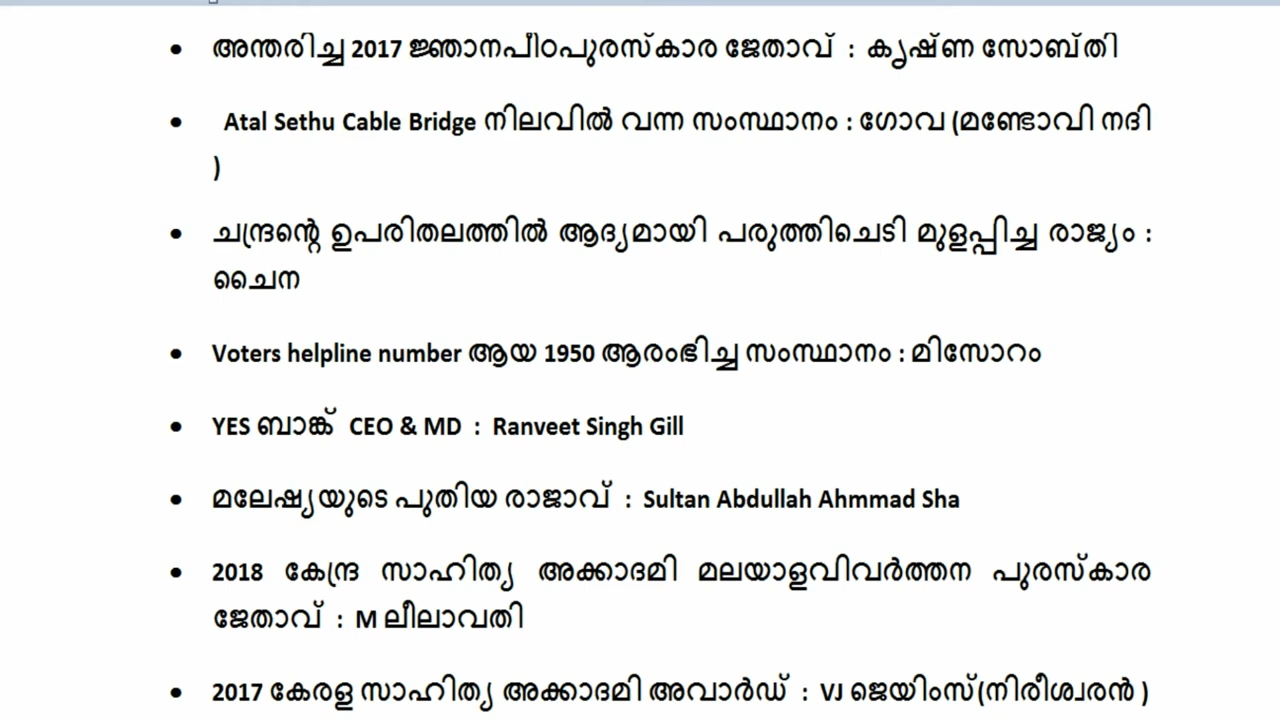 • അന്തരിച്ച 2017 ജ്ഞാനപീഠപുരസ്കാര ജേതാവ് : കൃഷ്ണ സോബ്തി
• Atal Sethu Cable Bridge നിലവിൽ വന്ന സംസ്ഥാനം : ഗോവ (മണ്ടോവി നദി
)
• ചന്ദ്രന്റെ ഉപരിതലത്തിൽ ആദ്യമായി പരുത്തിചെടി മുളപ്പിച്ച രാജ്യം :
ചൈന
• Voters helpline number ആയ 1950 ആരംഭിച്ച സംസ്ഥാനം : മിസോറം
• YES ബാങ്ക് CEO & MD : Ranveet Singh Gill
• മലേഷ്യയുടെ പുതിയ രാജാവ് : Sultan Abdullah Ahmmad Sha
• 2018 കേന്ദ്ര സാഹിത്യ അക്കാദമി മലയാളവിവർത്തന പുരസ്കാര
ജേതാവ് : M ലീലാവതി
• 2017 കേരള സാഹിത്യ അക്കാദമി അവാർഡ് : VJ ജെയിംസ്(നിരീശ്വരൻ )